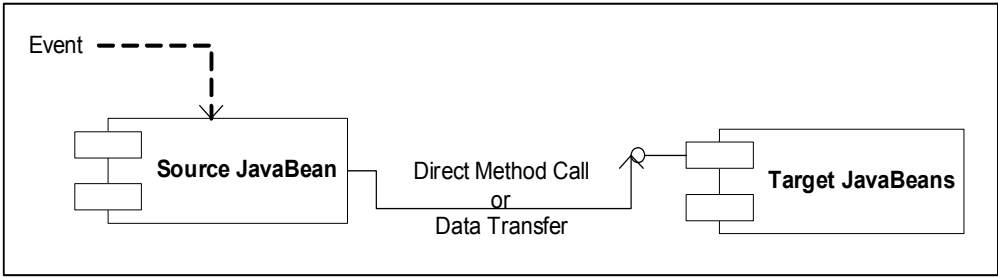 Event
Source JavaBean
Direct Method Call
or
Data Transfer
Target JavaBeans